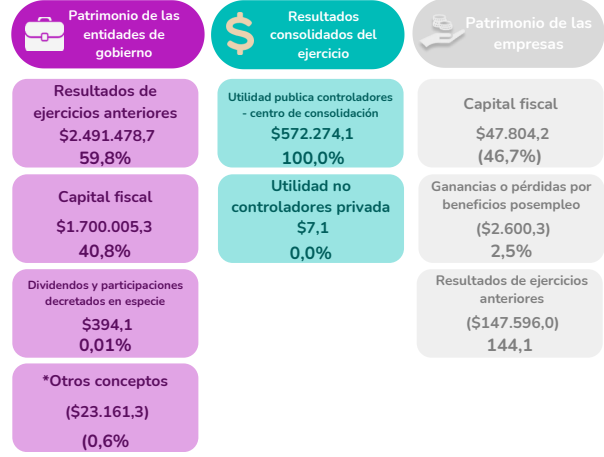 Patrimonio de las
entidades de
gobierno
Resultados de
ejercicios anteriores
$2.491.478,7
59,8%
Capital fiscal
$1.700.005,3
40,8%
Dividendos y participaciones
decretados en especie
$394,1
0,01%
*Otros conceptos
($23.161,3)
(0,6%
Resultados
consolidados del
ejercicio
Utilidad publica controladores
- centro de consolidación
$572.274,1
100,0%
Utilidad no
controladores privada
$7,1
0,0%
Patrimonio de las
empresas
Capital fiscal
$47.804,2
(46,7%)
Ganancias o pérdidas por
beneficios posempleo
($2.600,3)
2,5%
Resultados de ejercicios
anteriores
($147.596,0)
144,1